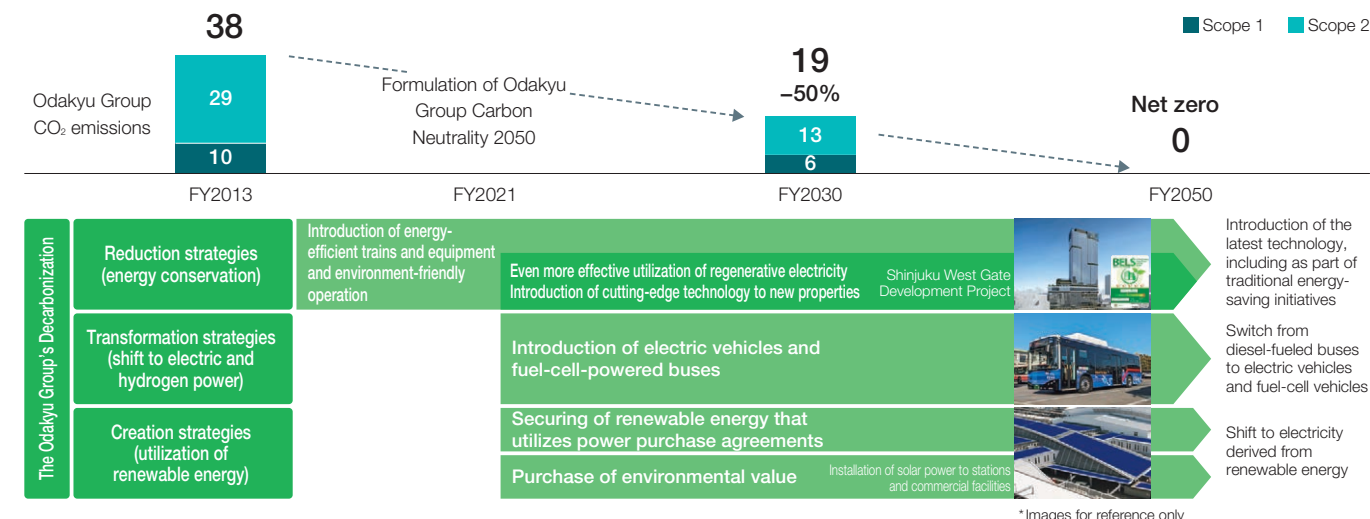 Scope 1
Scope 2
38
29
10
Odakyu Group
CO₂ emissions
Formulation of Odakyu
Group Carbon
Neutrality 2050
19
–50%
13
6
Net zero
0
FY2013
FY2021
FY2030
FY2050
The Odakyu Group's Decarbonization
Reduction strategies
(energy conservation)
Introduction of energy-
efficient trains and equipment
and environment-friendly
operation
Even more effective utilization of regenerative electricity
Introduction of cutting-edge technology to new properties
Shinjuku West Gate
Development Project
BELS
Introduction of the
latest technology,
including as part of
traditional energy-
saving initiatives
Transformation strategies
(shift to electric and
hydrogen power)
Introduction of electric vehicles and
fuel-cell-powered buses
Switch from
diesel-fueled buses
to electric vehicles
and fuel-cell vehicles
Creation strategies
(utilization of
renewable energy)
Securing of renewable energy that
utilizes power purchase agreements
Purchase of environmental value
Installation of solar power to stations
and commercial facilities
Shift to electricity
derived from
renewable energy
*Images for reference only